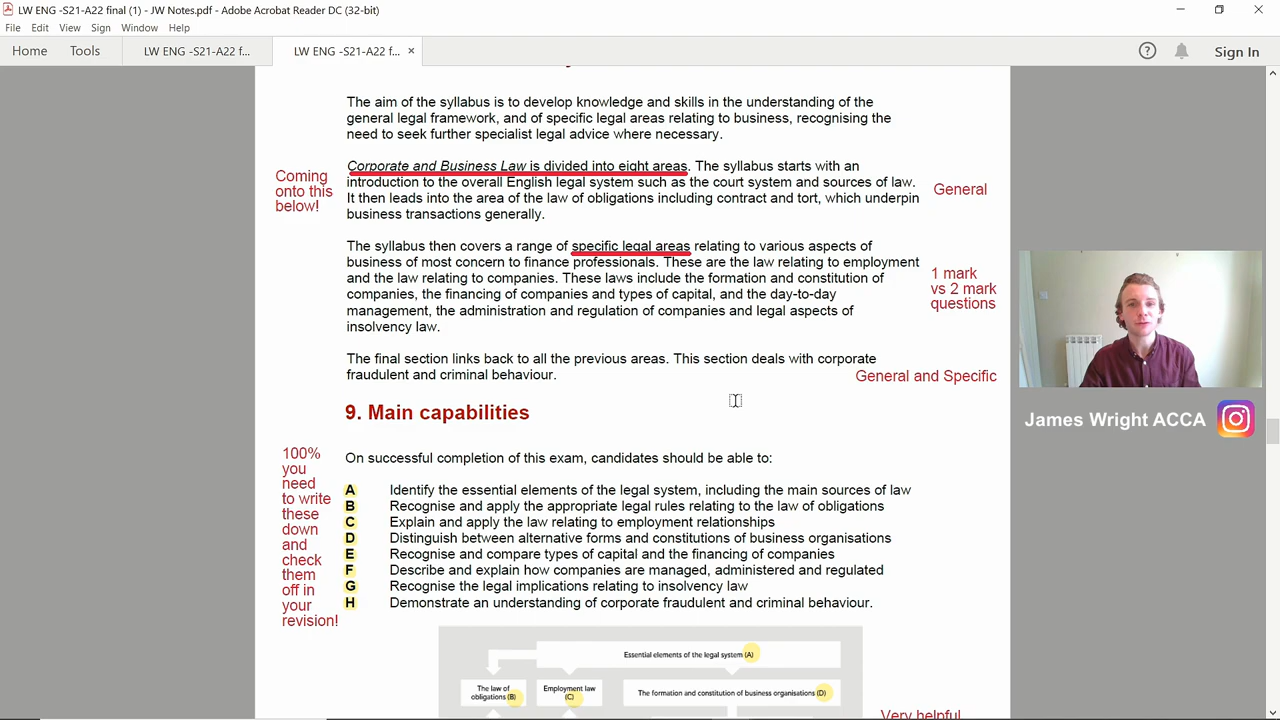 LW ENG -S21-A22 final (1) - JW Notes.pdf - Adobe Acrobat Reader DC (32-bit)
File Edit View Sign Window Help
Home Tools LW ENG -S21-A22 f... LW ENG -S21-A22 f... × Sign In
The aim of the syllabus is to develop knowledge and skills in the understanding of the
general legal framework, and of specific legal areas relating to business, recognising the
need to seek further specialist legal advice where necessary.
Coming
onto this
below!
Corporate and Business Law is divided into eight areas. The syllabus starts with an
introduction to the overall English legal system such as the court system and sources of law.
It then leads into the area of the law of obligations including contract and tort, which underpin
business transactions generally.
General
The syllabus then covers a range of specific legal areas relating to various aspects of
business of most concern to finance professionals. These are the law relating to employment
and the law relating to companies. These laws include the formation and constitution of
companies, the financing of companies and types of capital, and the day-to-day
management, the administration and regulation of companies and legal aspects of
insolvency law.
1 mark
vs 2 mark
questions
The final section links back to all the previous areas. This section deals with corporate
fraudulent and criminal behaviour.
General and Specific
James Wright ACCA
9. Main capabilities
100%
you
need
to write
these
down
and
check
them
off in
your
revision!
On successful completion of this exam, candidates should be able to:
A Identify the essential elements of the legal system, including the main sources of law
B Recognise and apply the appropriate legal rules relating to the law of obligations
C Explain and apply the law relating to employment relationships
D Distinguish between alternative forms and constitutions of business organisations
E Recognise and compare types of capital and the financing of companies
F Describe and explain how companies are managed, administered and regulated
G Recognise the legal implications relating to insolvency law
H Demonstrate an understanding of corporate fraudulent and criminal behaviour.
Essential elements of the legal system (A)
The law of
obligations (B)
Employment law
(C)
The formation and constitution of business organisations (D)
Very helpful